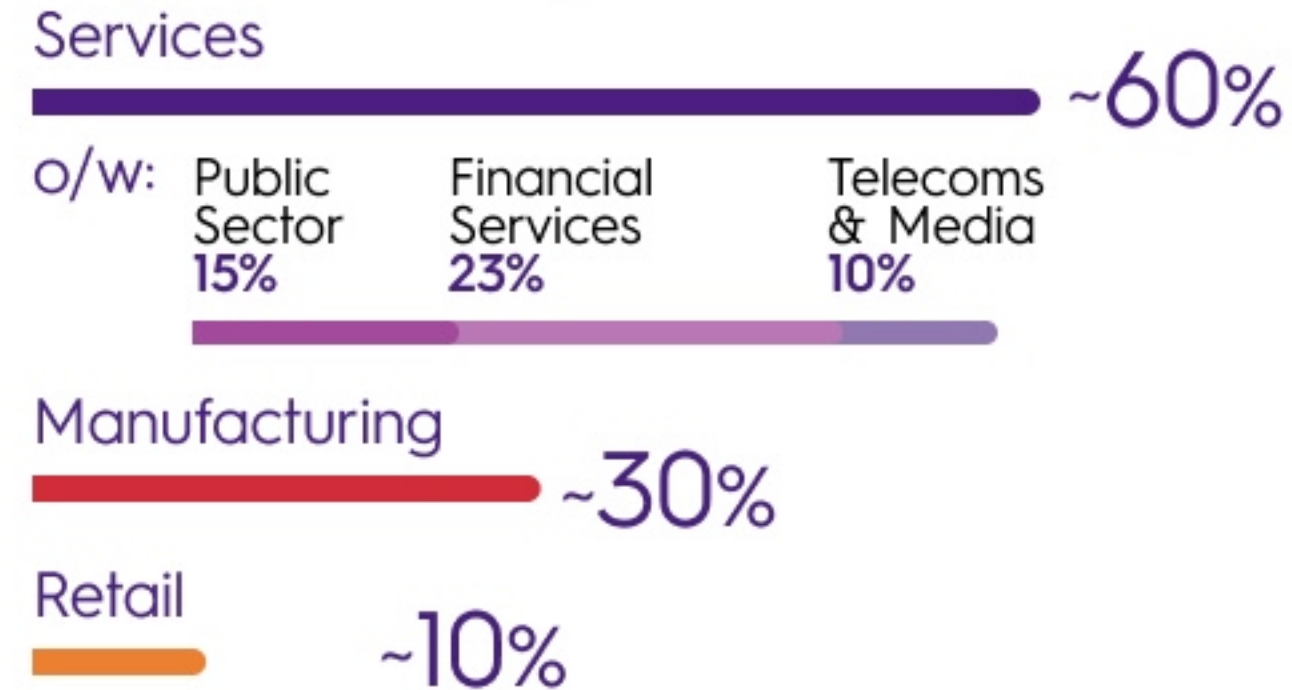 Services
~60%
o/w:
Public
Sector
15%
Financial
Services
23%
Telecoms
& Media
10%
Manufacturing
~30%
Retail
~10%